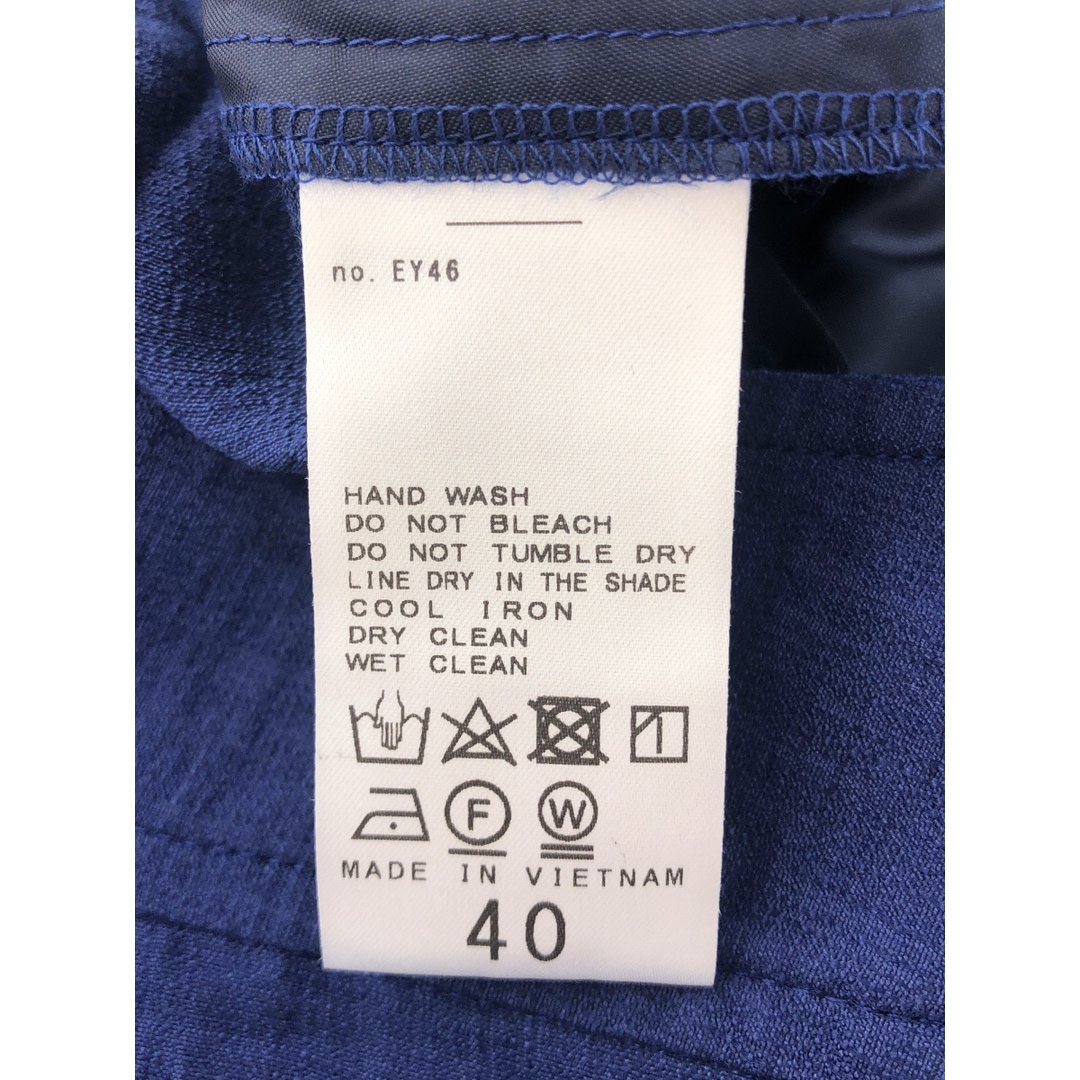 no. EY46
HAND WASH
DO NOT BLEACH
DO NOT TUMBLE DRY
LINE DRY IN THE SHADE
COOL IRON
DRY CLEAN
WET CLEAN
F W
MADE IN VIETNAM
40